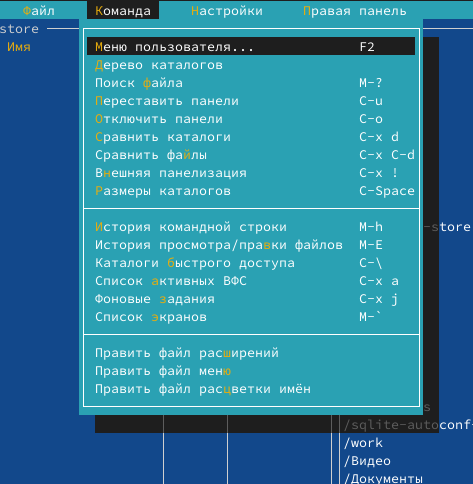 Файл Команда Настройки Правая панель
store
Имя
Меню пользователя... F2
Дерево каталогов
Поиск файла M-?
Переставить панели C-u
Отключить панели C-o
Сравнить каталоги C-x d
Сравнить файлы C-x C-d
Внешняя панелизация C-x !
Размеры каталогов C-Space
История командной строки M-h
-store
История просмотра/правки файлов M-E
Каталоги быстрого доступа C-\
Список активных ВФС C-x a
Фоновые задания C-x j
Список экранов M-`
Править файл расширений
Править файл меню
Править файл расцветки имён
s
/sqlite-autoconf-
/work
/Видео
/Документы